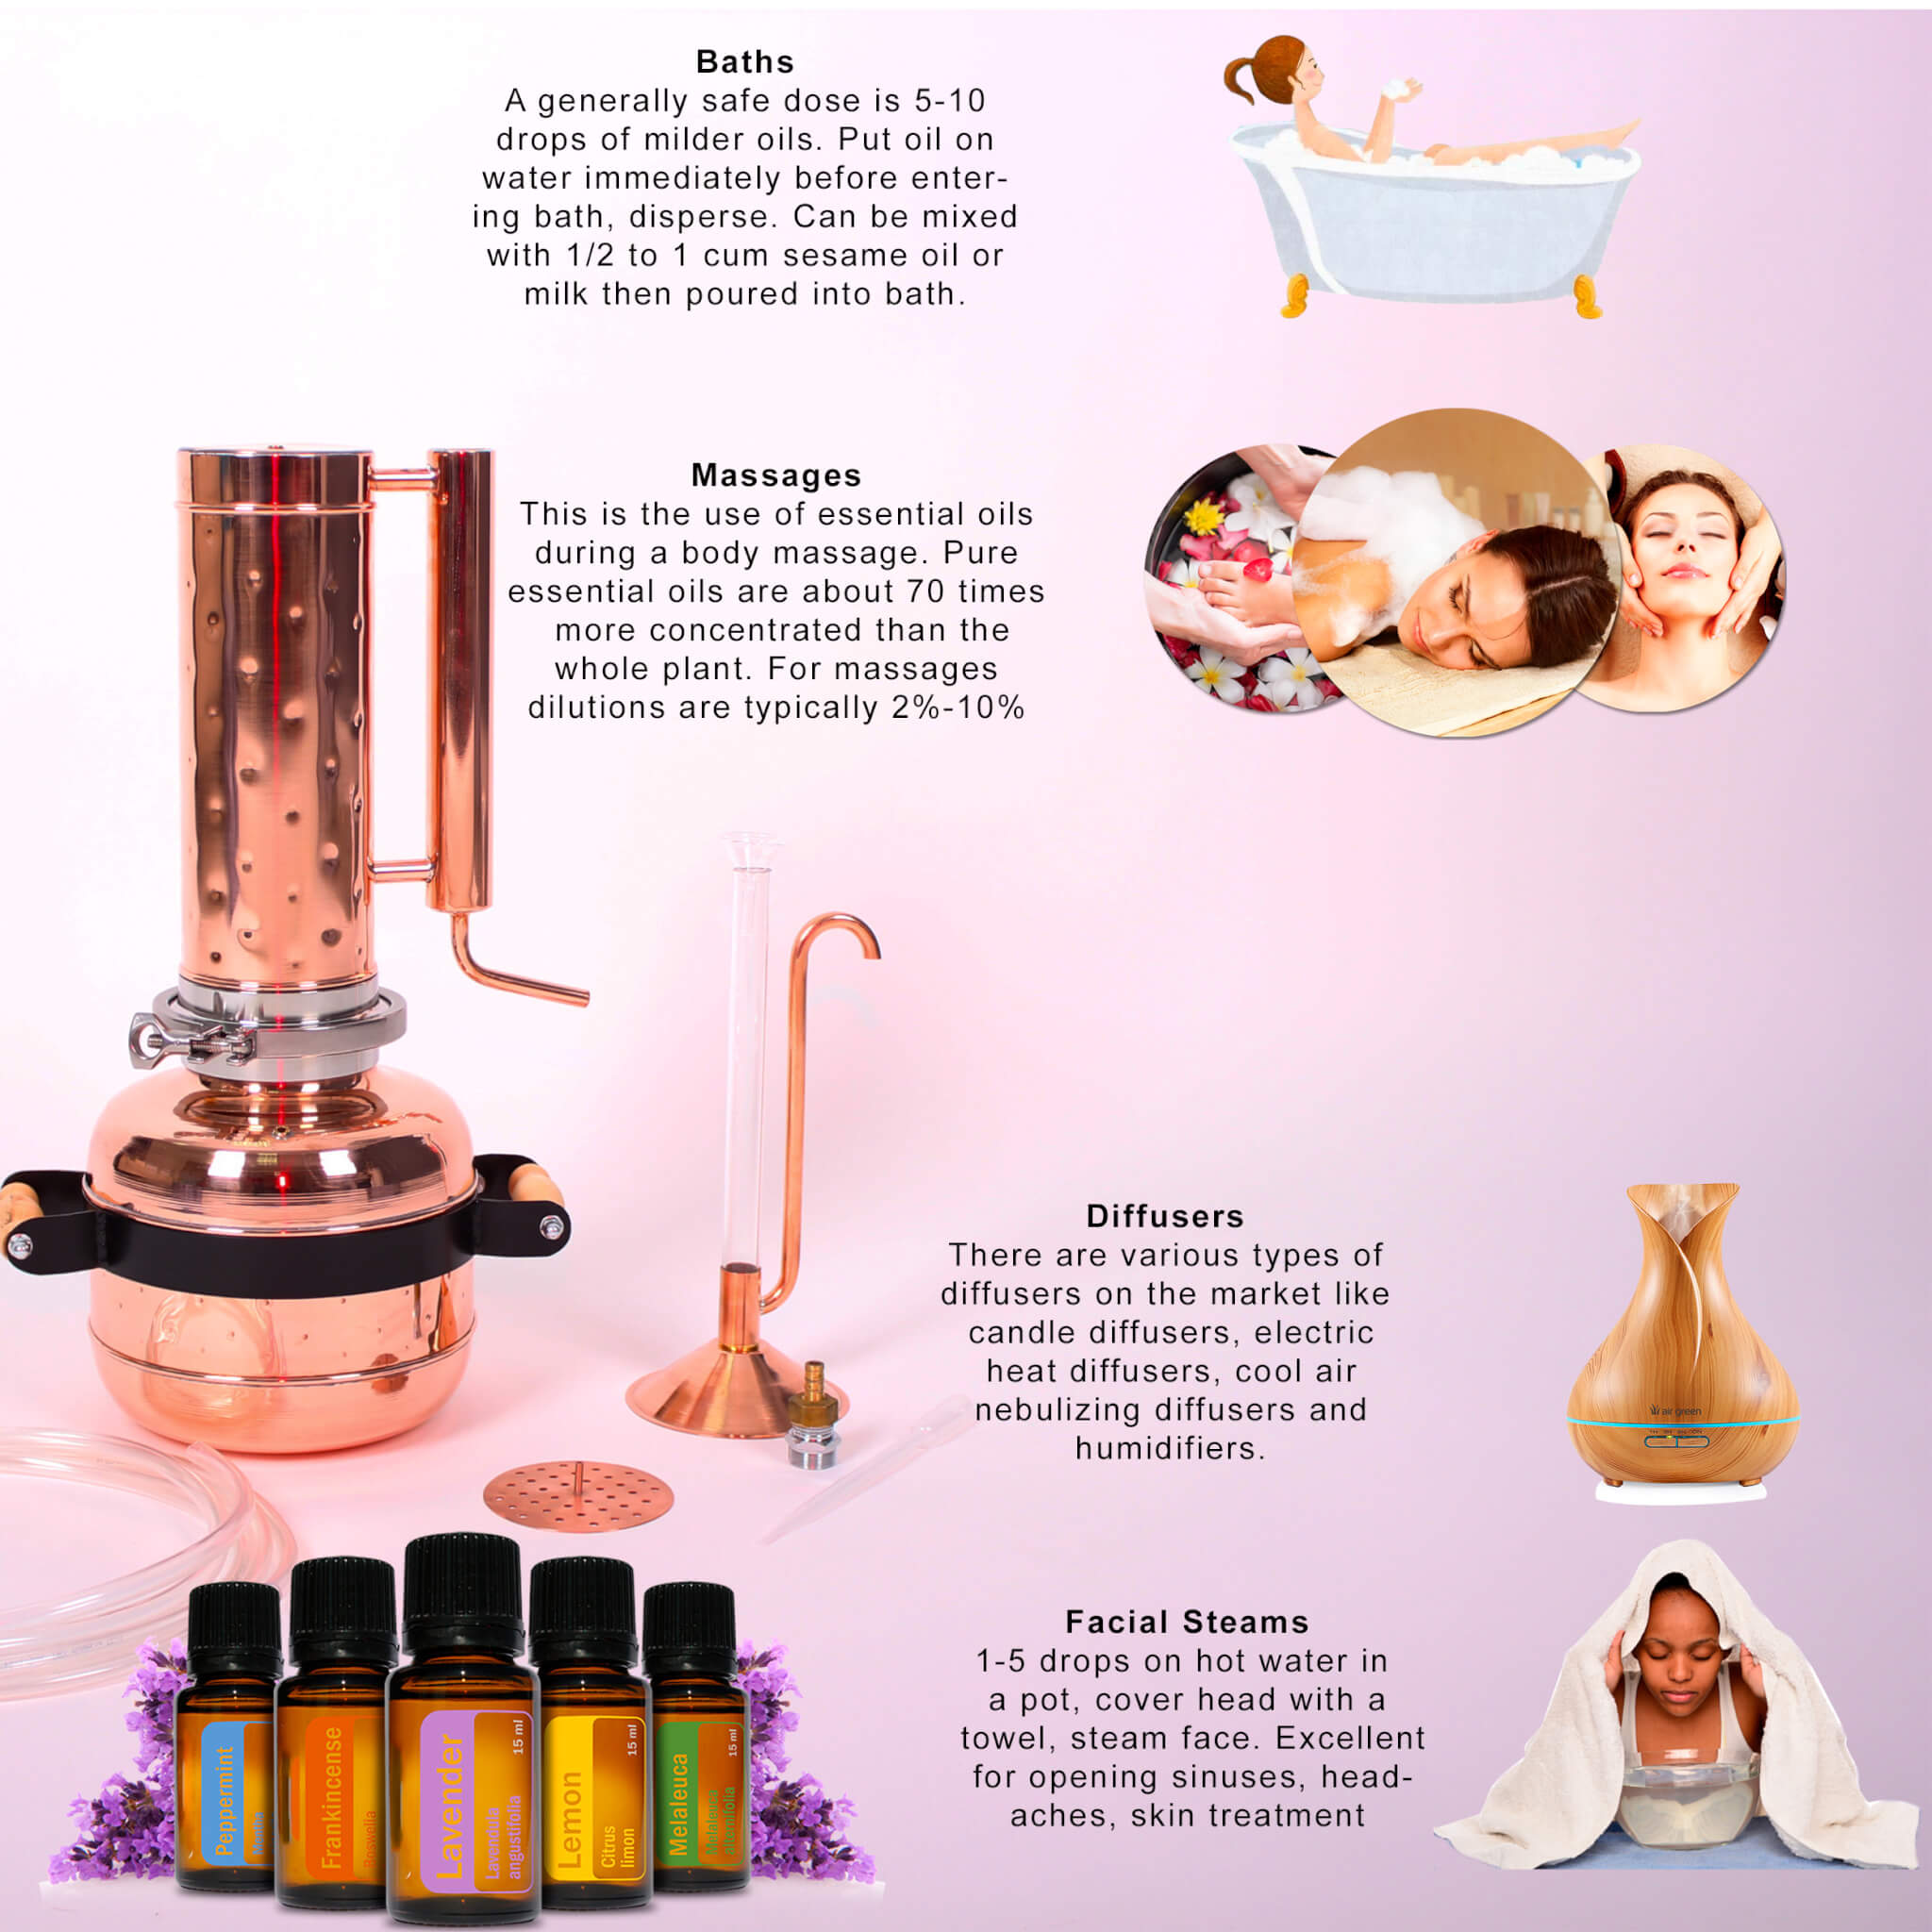 Baths
A generally safe dose is 5-10
drops of milder oils. Put oil on
water immediately before enter-
ing bath, disperse. Can be mixed
with 1/2 to 1 cum sesame oil or
milk then poured into bath.
Massages
This is the use of essential oils
during a body massage. Pure
essential oils are about 70 times
more concentrated than the
whole plant. For massages
dilutions are typically 2%-10%
Diffusers
There are various types of
diffusers on the market like
candle diffusers, electric
heat diffusers, cool air
nebulizing diffusers and
humidifiers.
air green
Facial Steams
1-5 drops on hot water in
a pot, cover head with a
towel, steam face. Excellent
for opening sinuses, head-
aches, skin treatment
Peppermint
Frankincense
Lavender
Lavendula
angustifolia
15 ml
Lemon
Citrus
limon
15 ml
Melaleuca
Melaleuca
alternifolia
15 ml